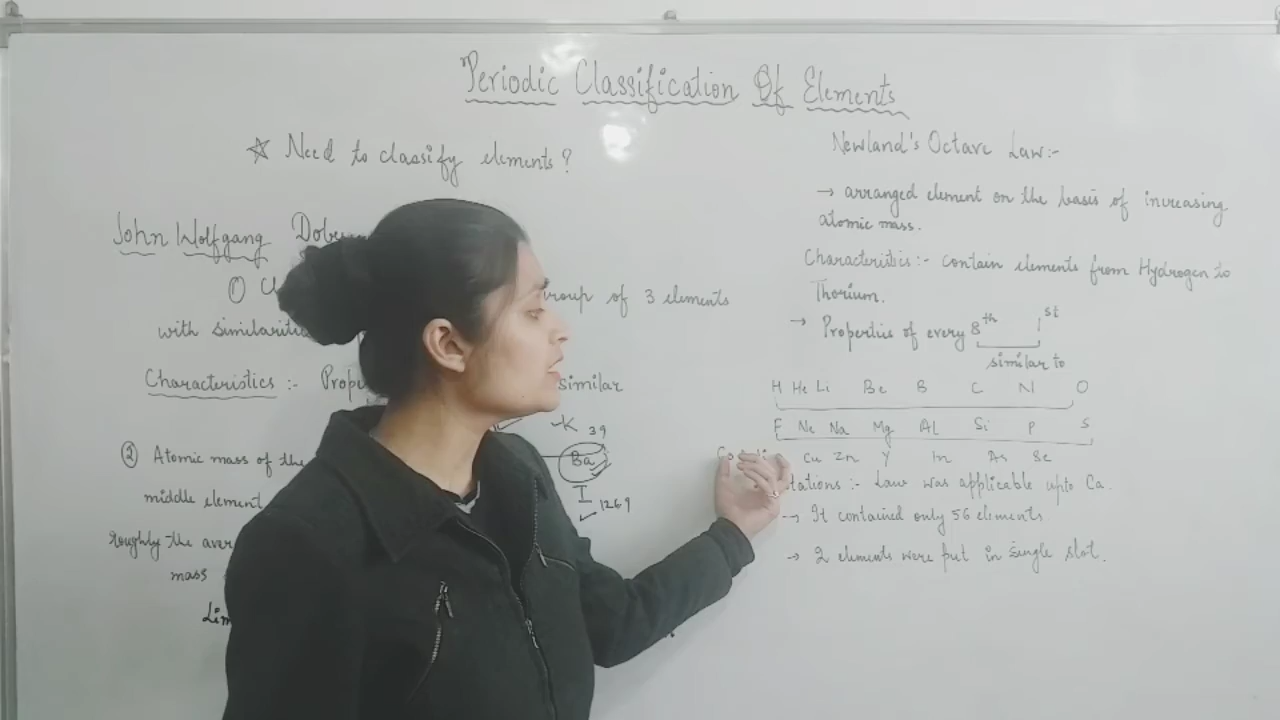 Periodic Classification Of Elements
☆ Need to classify elements?
John Wolfgang
① group of 3 elements
with
Characteristics :- similar
② Atomic mass of the
middle element
roughly the
mass
K 39
Ba
I 126.9
Newland's Octave Law:-
→ arranged element on the basis of increasing
atomic mass.
Characteristics:- contain elements from Hydrogen to
Thorium.
→ Properties of every 8th 1st
similar to
H He Li Be B C N O
F Ne Na Mg Al Si P S
Cu Zn Y In As Se
:- Law was applicable upto Ca.
→ It contained only 56 elements.
→ 2 elements were put in single slot.